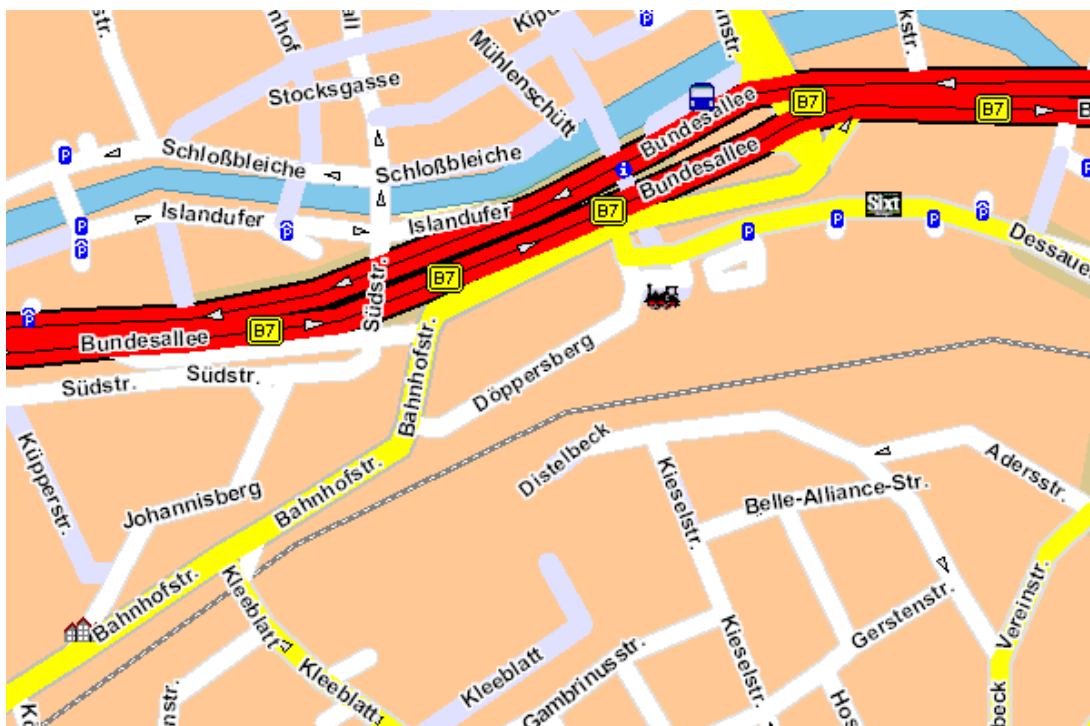 Stocksgasse
Mühlenschütt
Bundesallee
B7
B7
Schloßbleiche
Schloßbleiche
Bundesallee
Islandufer
Islandufer
B7
Sixt
Dessauer
B7
Südstr.
B7
Bundesallee
Südstr.
Südstr.
Bahnhofstr.
Döppersberg
Küpperstr.
Distelbeck
Kieselstr.
Adersstr.
Belle-Alliance-Str.
Johannisberg
Bahnhofstr.
Bahnhofstr.
Kleeblatt
Gerstenstr.
Vereinstr.
Kieselstr.
Kleeblatt
Kleeblatt
Gambrinusstr.
beck
nstr.